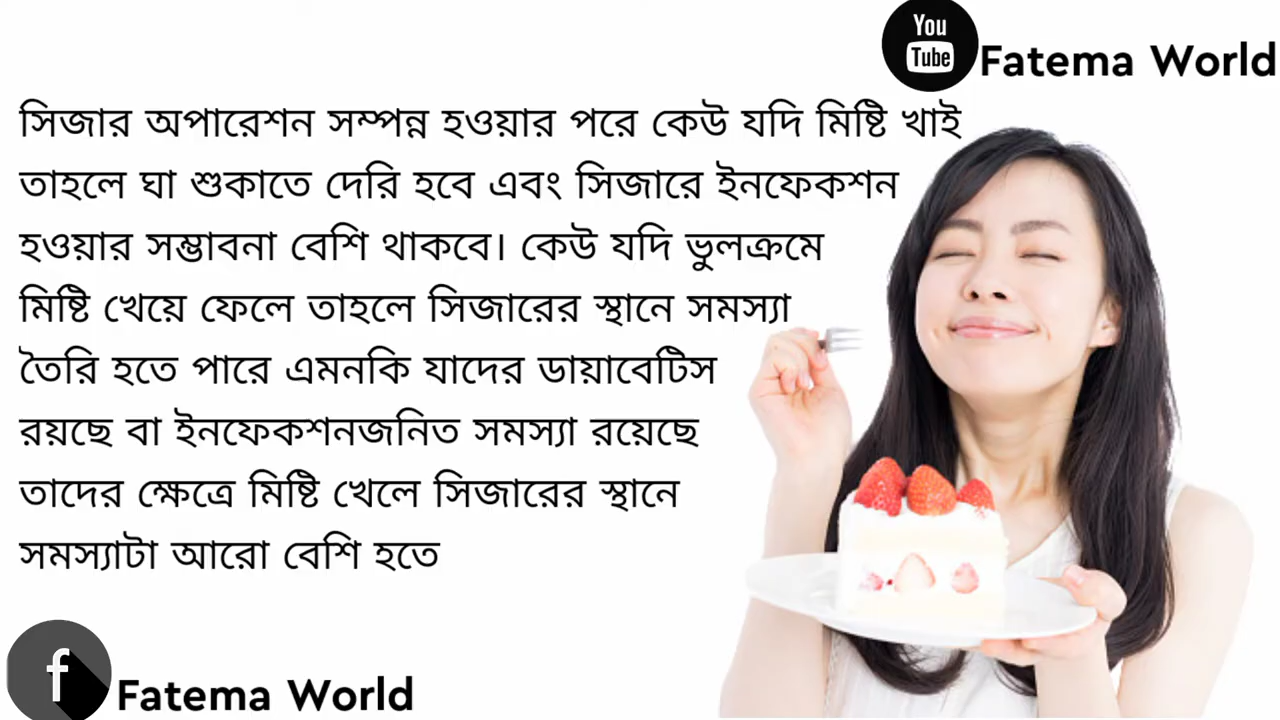 You
Tube
Fatema World
সিজার অপারেশন সম্পন্ন হওয়ার পরে কেউ যদি মিষ্টি খাই
তাহলে ঘা শুকাতে দেরি হবে এবং সিজারে ইনফেকশন
হওয়ার সম্ভাবনা বেশি থাকবে। কেউ যদি ভুলক্রমে
মিষ্টি খেয়ে ফেলে তাহলে সিজারের স্থানে সমস্যা
তৈরি হতে পারে এমনকি যাদের ডায়াবেটিস
রয়ছে বা ইনফেকশনজনিত সমস্যা রয়েছে
তাদের ক্ষেত্রে মিষ্টি খেলে সিজারের স্থানে
সমস্যাটা আরো বেশি হতে
f
Fatema World